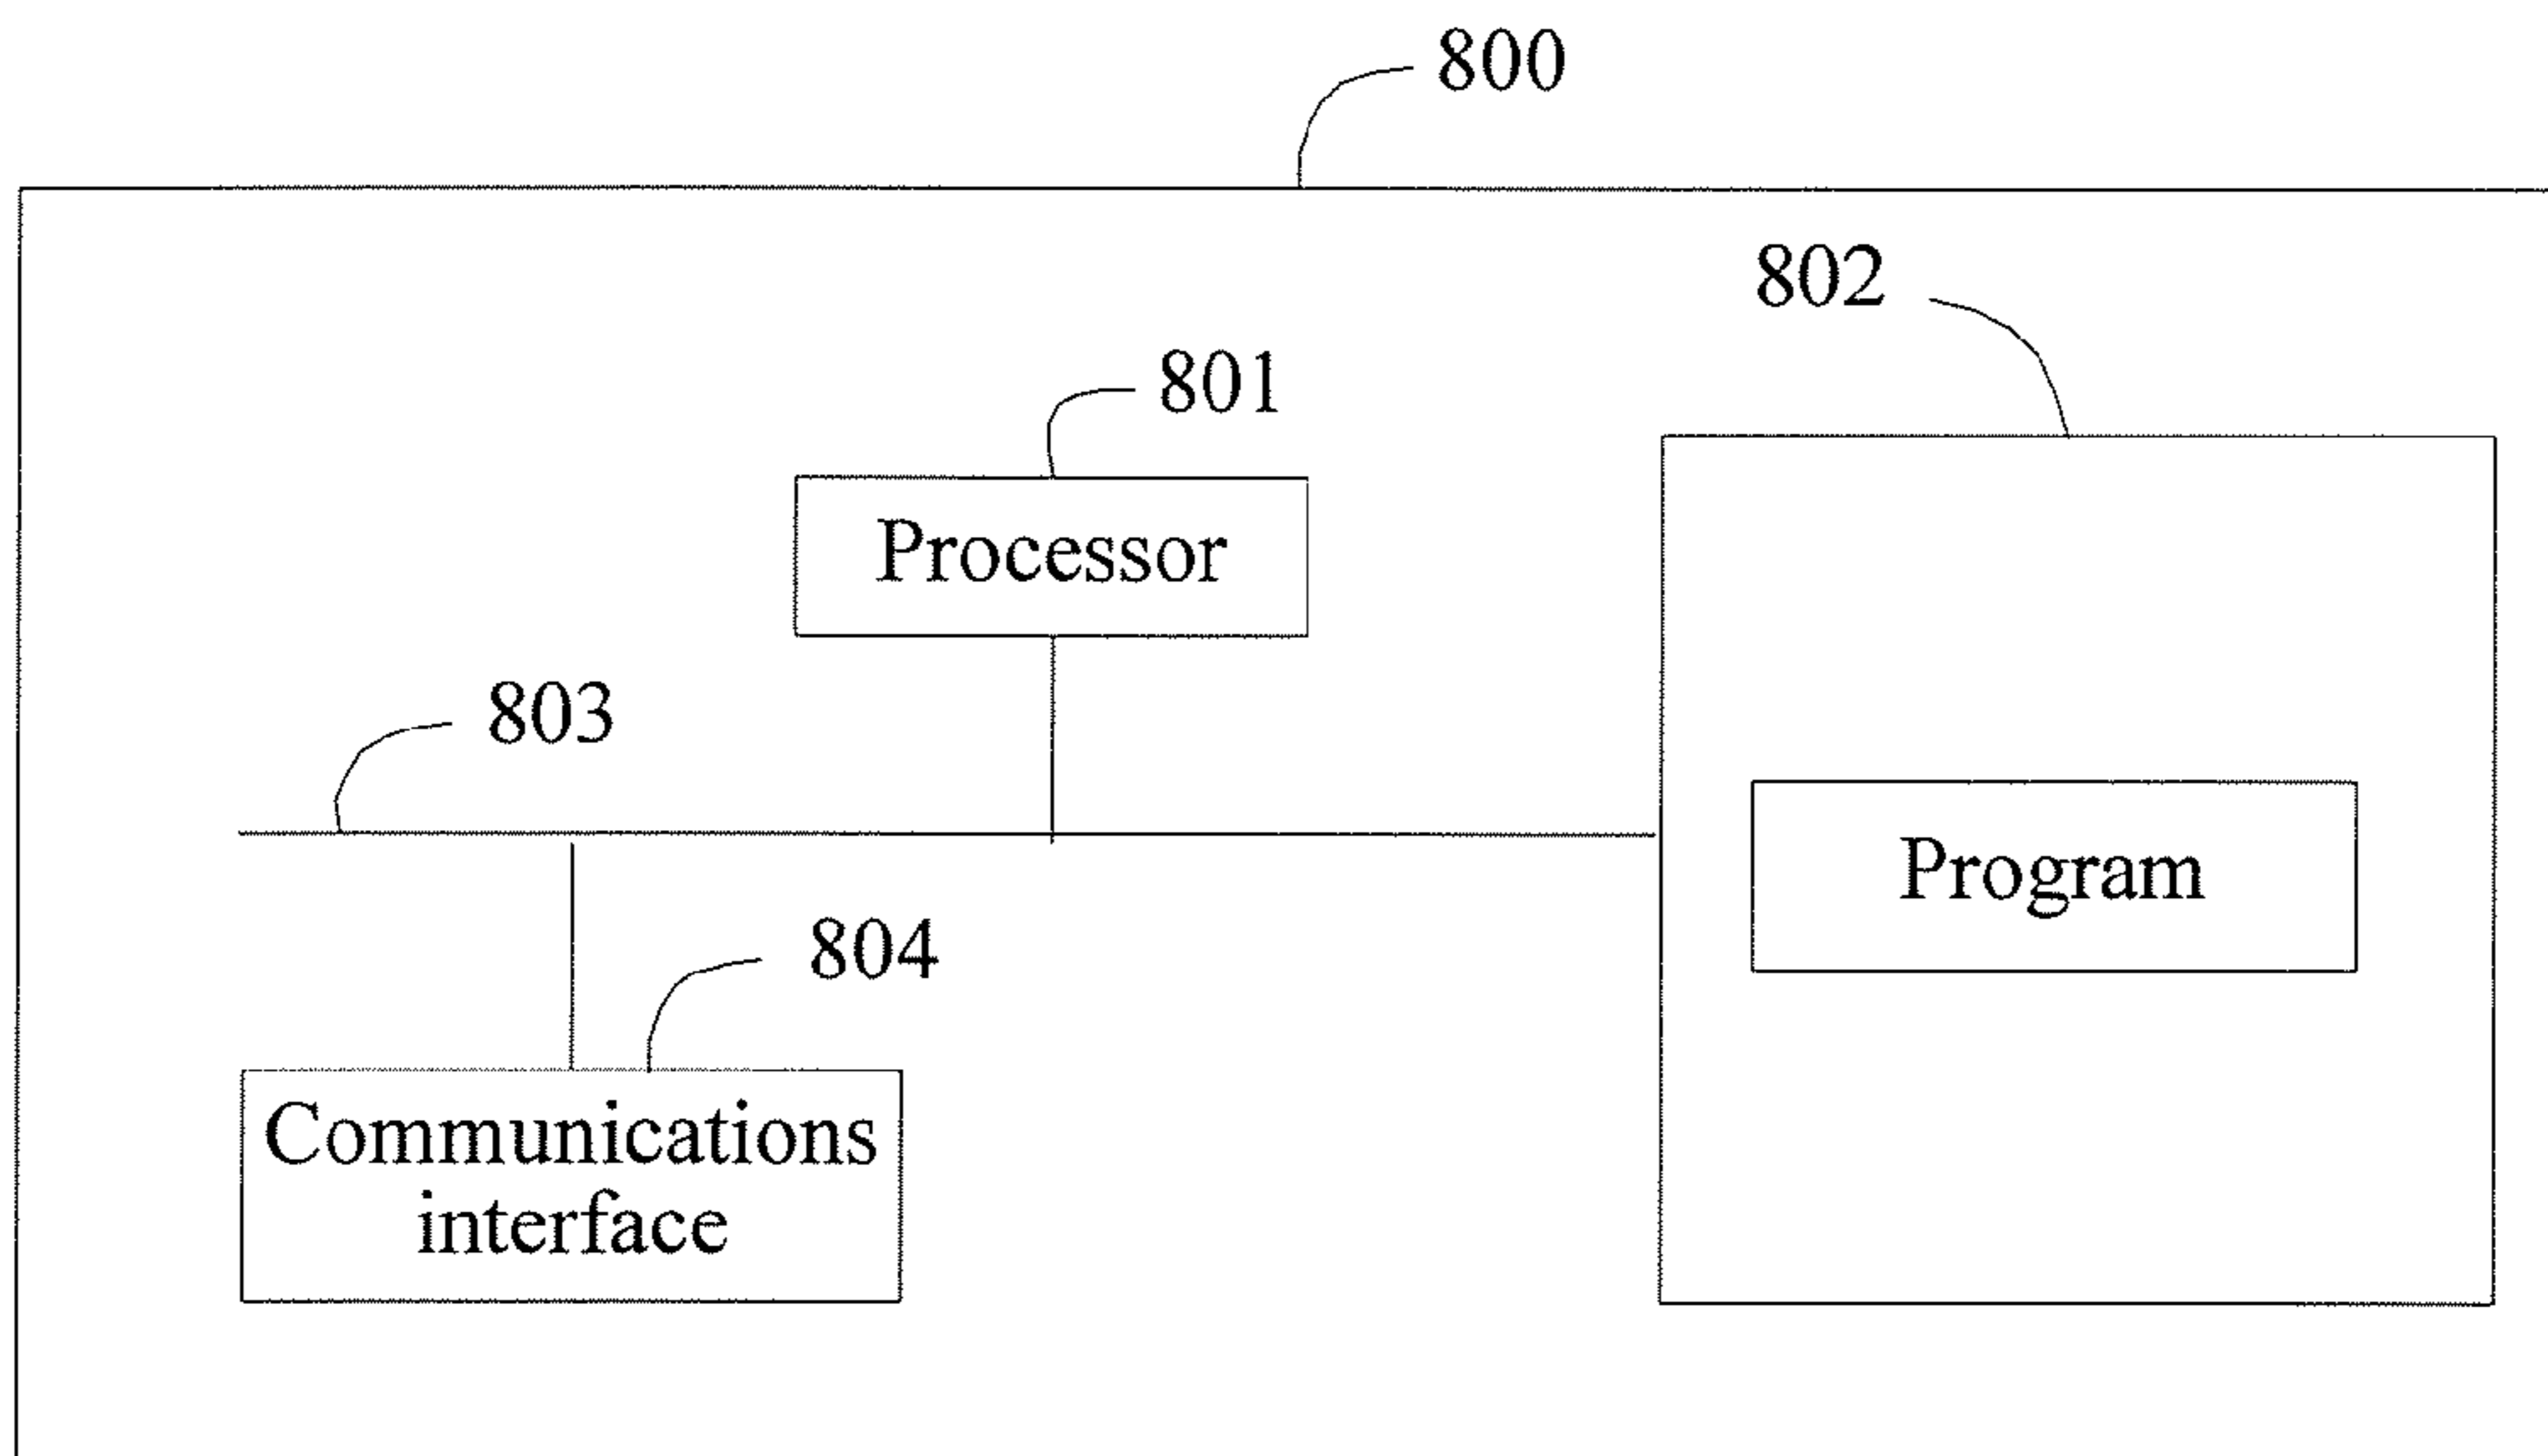 800
802
801
Processor
803
Program
804
Communications
interface